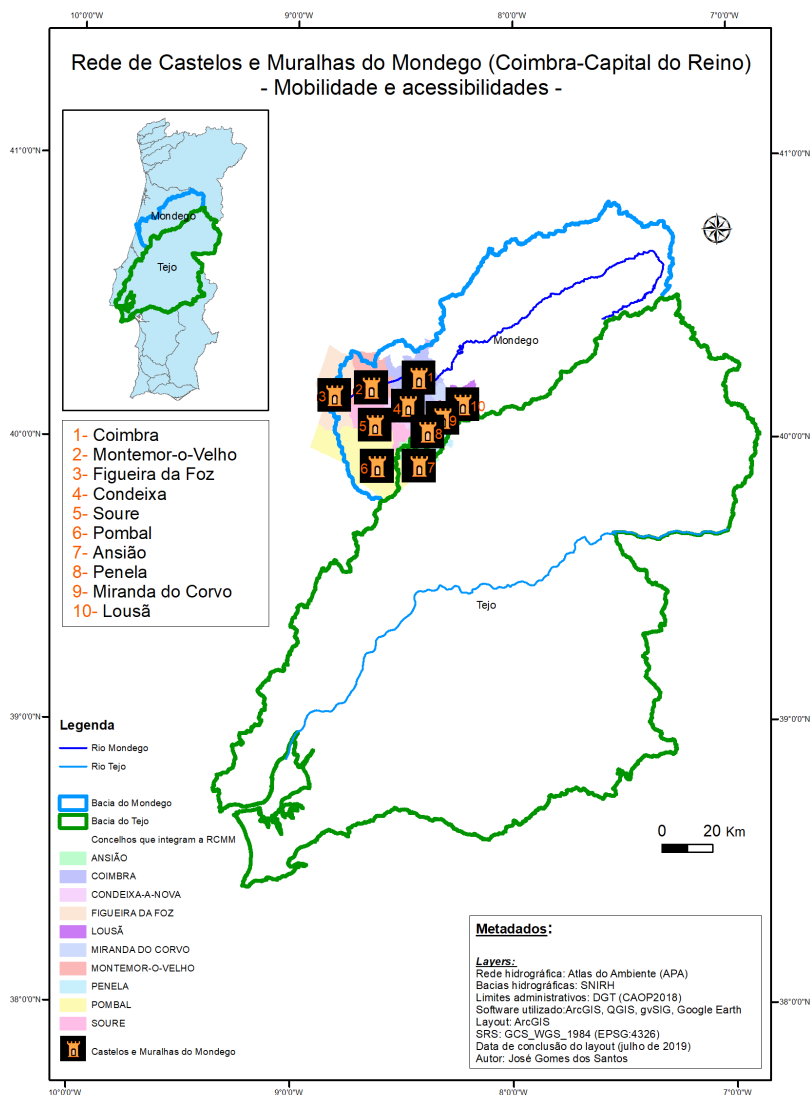 10°0'0"W 9°0'0"W 8°0'0"W 7°0'0"W
Rede de Castelos e Muralhas do Mondego (Coimbra-Capital do Reino)
- Mobilidade e acessibilidades -
41°0'0"N 41°0'0"N
Mondego
Tejo
Mondego
1
2
3
10
4
9
5
8
6
7
40°0'0"N 40°0'0"N
1- Coimbra
2- Montemor-o-Velho
3- Figueira da Foz
4- Condeixa
5- Soure
6- Pombal
7- Ansião
8- Penela
9- Miranda do Corvo
10- Lousã
Tejo
39°0'0"N 39°0'0"N
Legenda
Rio Mondego
Rio Tejo
Bacia do Mondego
Bacia do Tejo
Concelhos que integram a RCMM
ANSIÃO
COIMBRA
CONDEIXA-A-NOVA
FIGUEIRA DA FOZ
LOUSÃ
MIRANDA DO CORVO
MONTEMOR-O-VELHO
PENELA
POMBAL
SOURE
Castelos e Muralhas do Mondego
0 20 Km
Metadados:
Layers:
Rede hidrográfica: Atlas do Ambiente (APA)
Bacias hidrográficas: SNIRH
Limites administrativos: DGT (CAOP2018)
Software utilizado:ArcGIS, QGIS, gvSIG, Google Earth
Layout: ArcGIS
SRS: GCS_WGS_1984 (EPSG:4326)
Data de conclusão do layout (julho de 2019)
Autor: José Gomes dos Santos
38°0'0"N 38°0'0"N
10°0'0"W 9°0'0"W 8°0'0"W 7°0'0"W